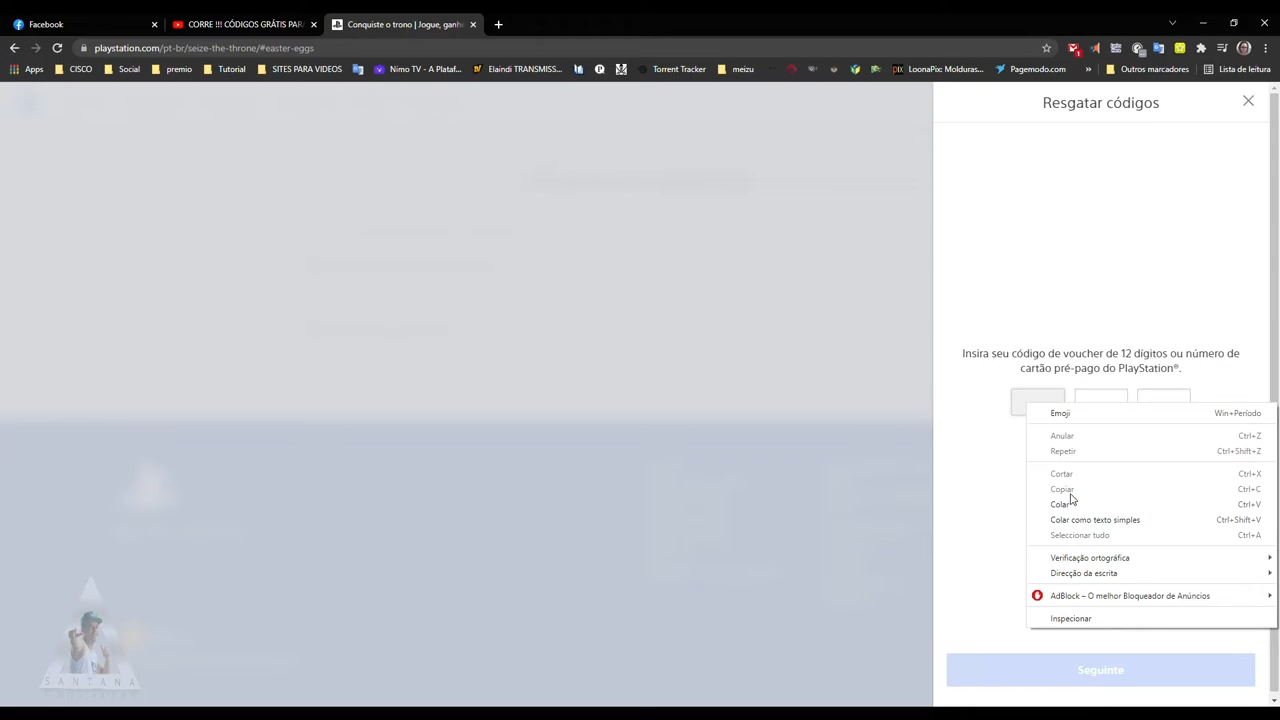 Facebook
CORRE !!! CÓDIGOS GRÁTIS PAR
Conquiste o trono | Jogue, ganhe
playstation.com/pt-br/seize-the-throne/#easter-eggs
Apps
CISCO
Social
premio
Tutorial
SITES PARA VIDEOS
Nimo TV - A Plataf...
Elaindi TRANSMISS...
Torrent Tracker
meizu
LoonaPix: Molduras...
Pagemodo.com
»
Outros marcadores
Lista de leitura
Resgatar códigos
Insira seu código de voucher de 12 dígitos ou número de
cartão pré-pago do PlayStation®.
Emoji Win+Período
Anular Ctrl+Z
Repetir Ctrl+Shift+Z
Cortar Ctrl+X
Copiar Ctrl+C
Colar Ctrl+V
Colar como texto simples Ctrl+Shift+V
Seleccionar tudo Ctrl+A
Verificação ortográfica
Direcção da escrita
AdBlock – O melhor Bloqueador de Anúncios
Inspecionar
Seguinte
SANTANA